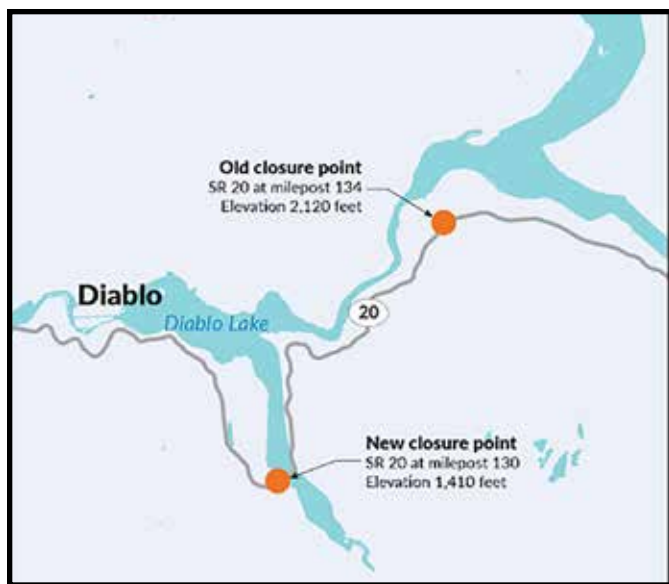 Old closure point
SR 20 at milepost 134
Elevation 2,120 feet
Diablo
Diablo Lake
20
New closure point
SR 20 at milepost 130
Elevation 1,410 feet